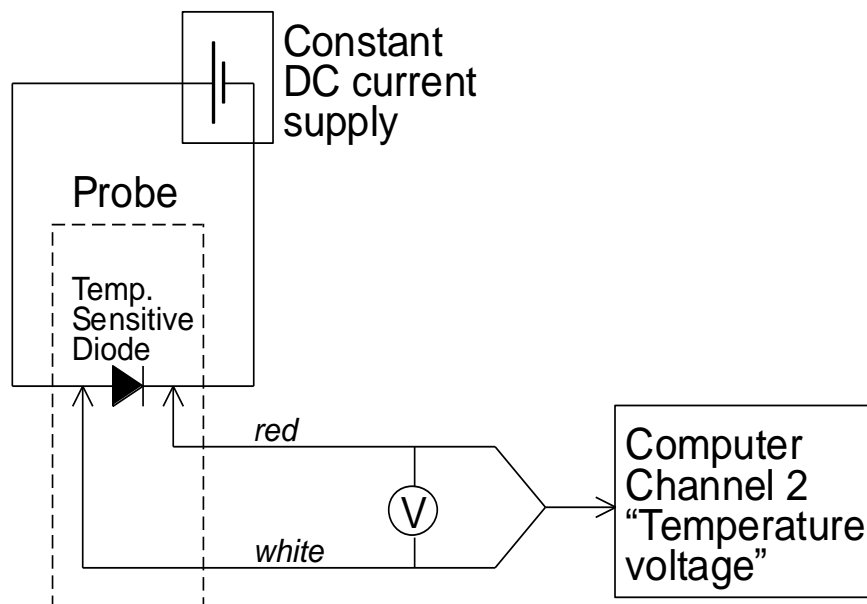 Constant
DC current
supply
Probe
Temp.
Sensitive
Diode
red
V
white
Computer
Channel 2
“Temperature
voltage”